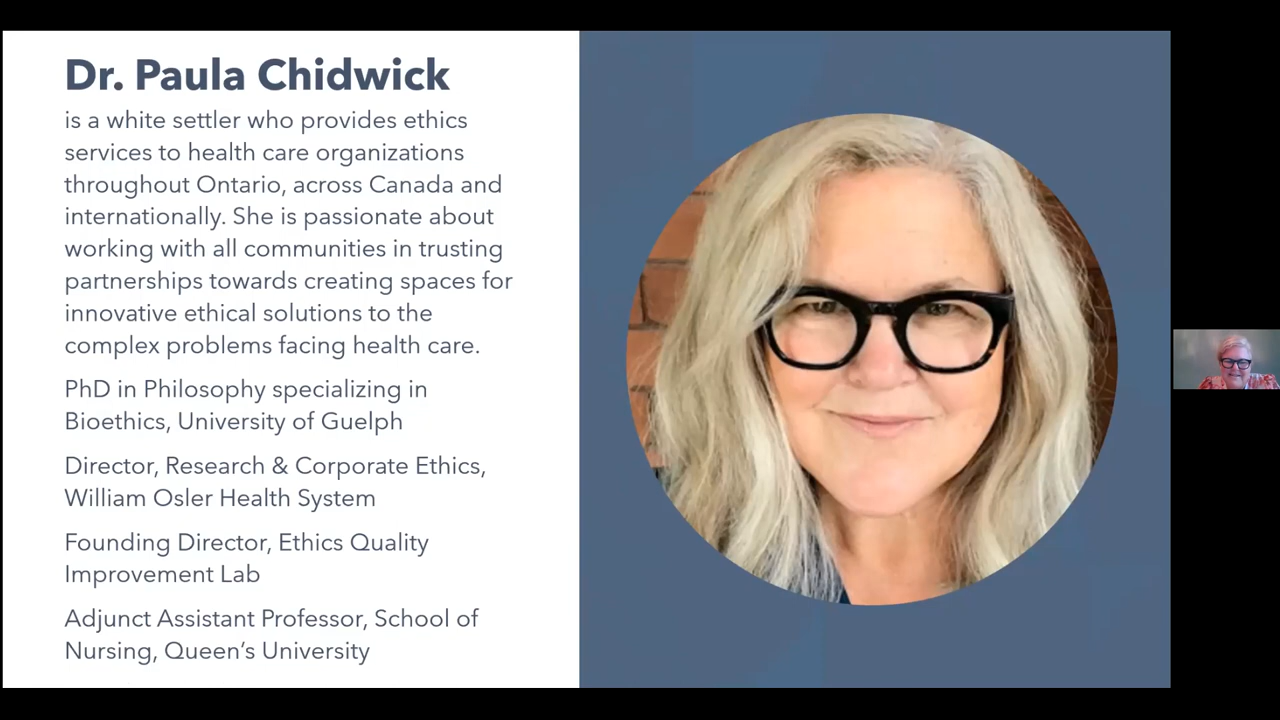 Dr. Paula Chidwick
is a white settler who provides ethics
services to health care organizations
throughout Ontario, across Canada and
internationally. She is passionate about
working with all communities in trusting
partnerships towards creating spaces for
innovative ethical solutions to the
complex problems facing health care.
PhD in Philosophy specializing in
Bioethics, University of Guelph
Director, Research & Corporate Ethics,
William Osler Health System
Founding Director, Ethics Quality
Improvement Lab
Adjunct Assistant Professor, School of
Nursing, Queen’s University